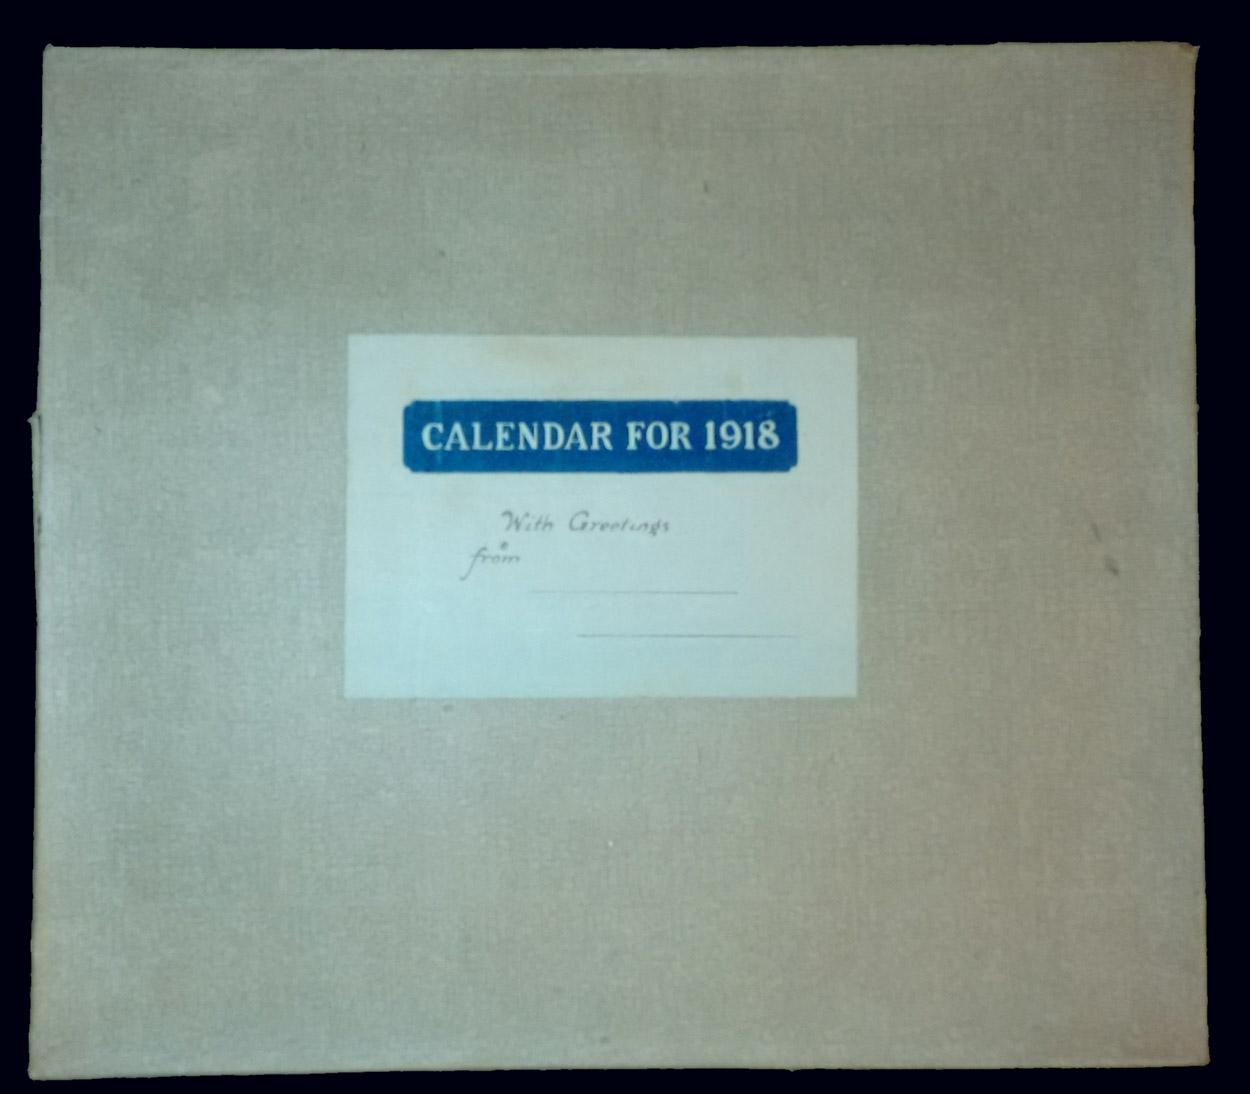 CALENDAR FOR 1918
With Greetings
from